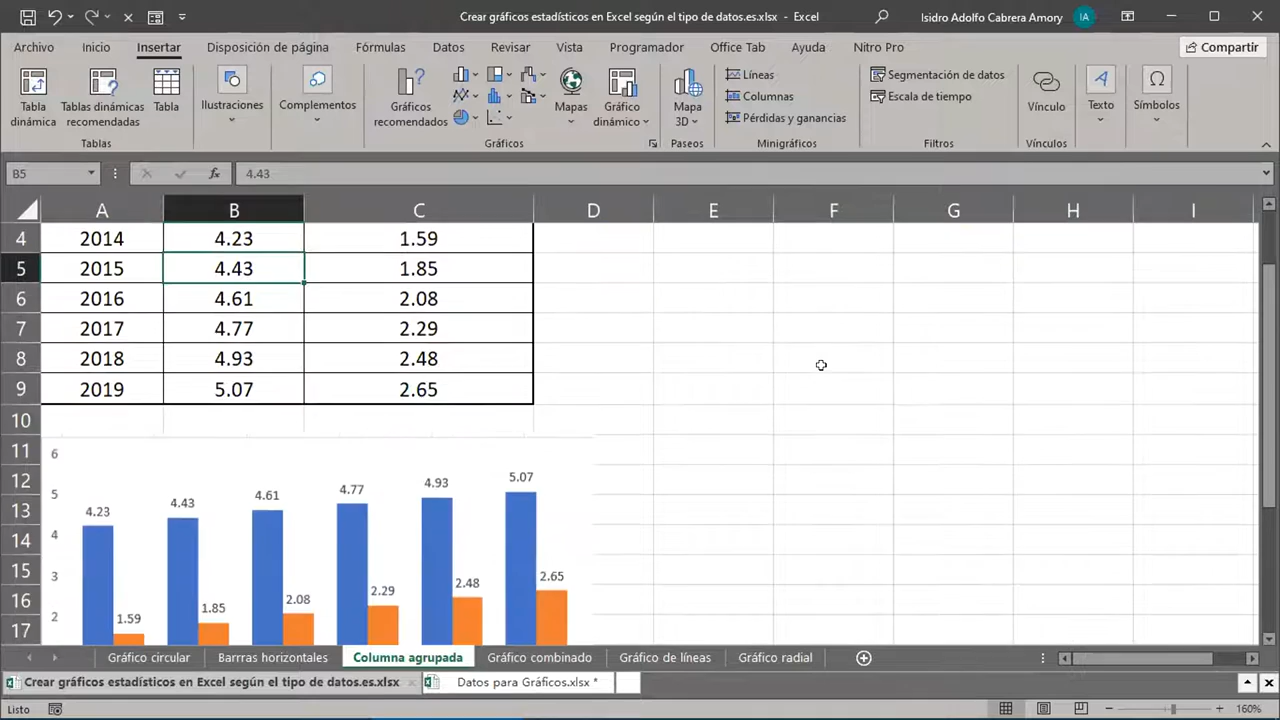 Crear gráficos estadísticos en Excel según el tipo de datos.es.xlsx - Excel
Isidro Adolfo Cabrera Amory
IA
Archivo Inicio Insertar Disposición de página Fórmulas Datos Revisar Vista Programador Office Tab Ayuda Nitro Pro
Compartir
Tabla dinámica
Tablas dinámicas recomendadas
Tabla
Ilustraciones
Complementos
Gráficos recomendados
Mapas
Gráfico dinámico
Mapa 3D
Líneas
Columnas
Pérdidas y ganancias
Segmentación de datos
Escala de tiempo
Vínculo
Texto
Símbolos
Tablas Gráficos Paseos Minigráficos Filtros Vínculos
B5 fx 4.43
A B C D E F G H I
4 2014 4.23 1.59
5 2015 4.43 1.85
6 2016 4.61 2.08
7 2017 4.77 2.29
8 2018 4.93 2.48
9 2019 5.07 2.65
10
11
12
13
14
15
16
17
6
5
4
3
2
4.23 4.43 4.61 4.77 4.93 5.07
1.59 1.85 2.08 2.29 2.48 2.65
Gráfico circular Barrras horizontales Columna agrupada Gráfico combinado Gráfico de líneas Gráfico radial
Crear gráficos estadísticos en Excel según el tipo de datos.es.xlsx Datos para Gráficos.xlsx *
Listo 160%